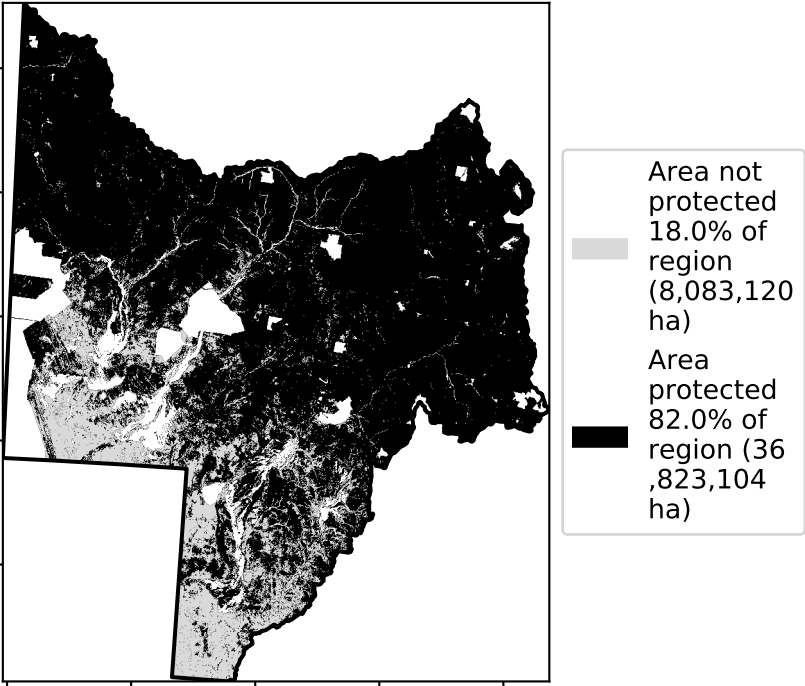 Area not
protected
18.0% of
region
(8,083,120
ha)
Area
protected
82.0% of
region (36
,823,104
ha)